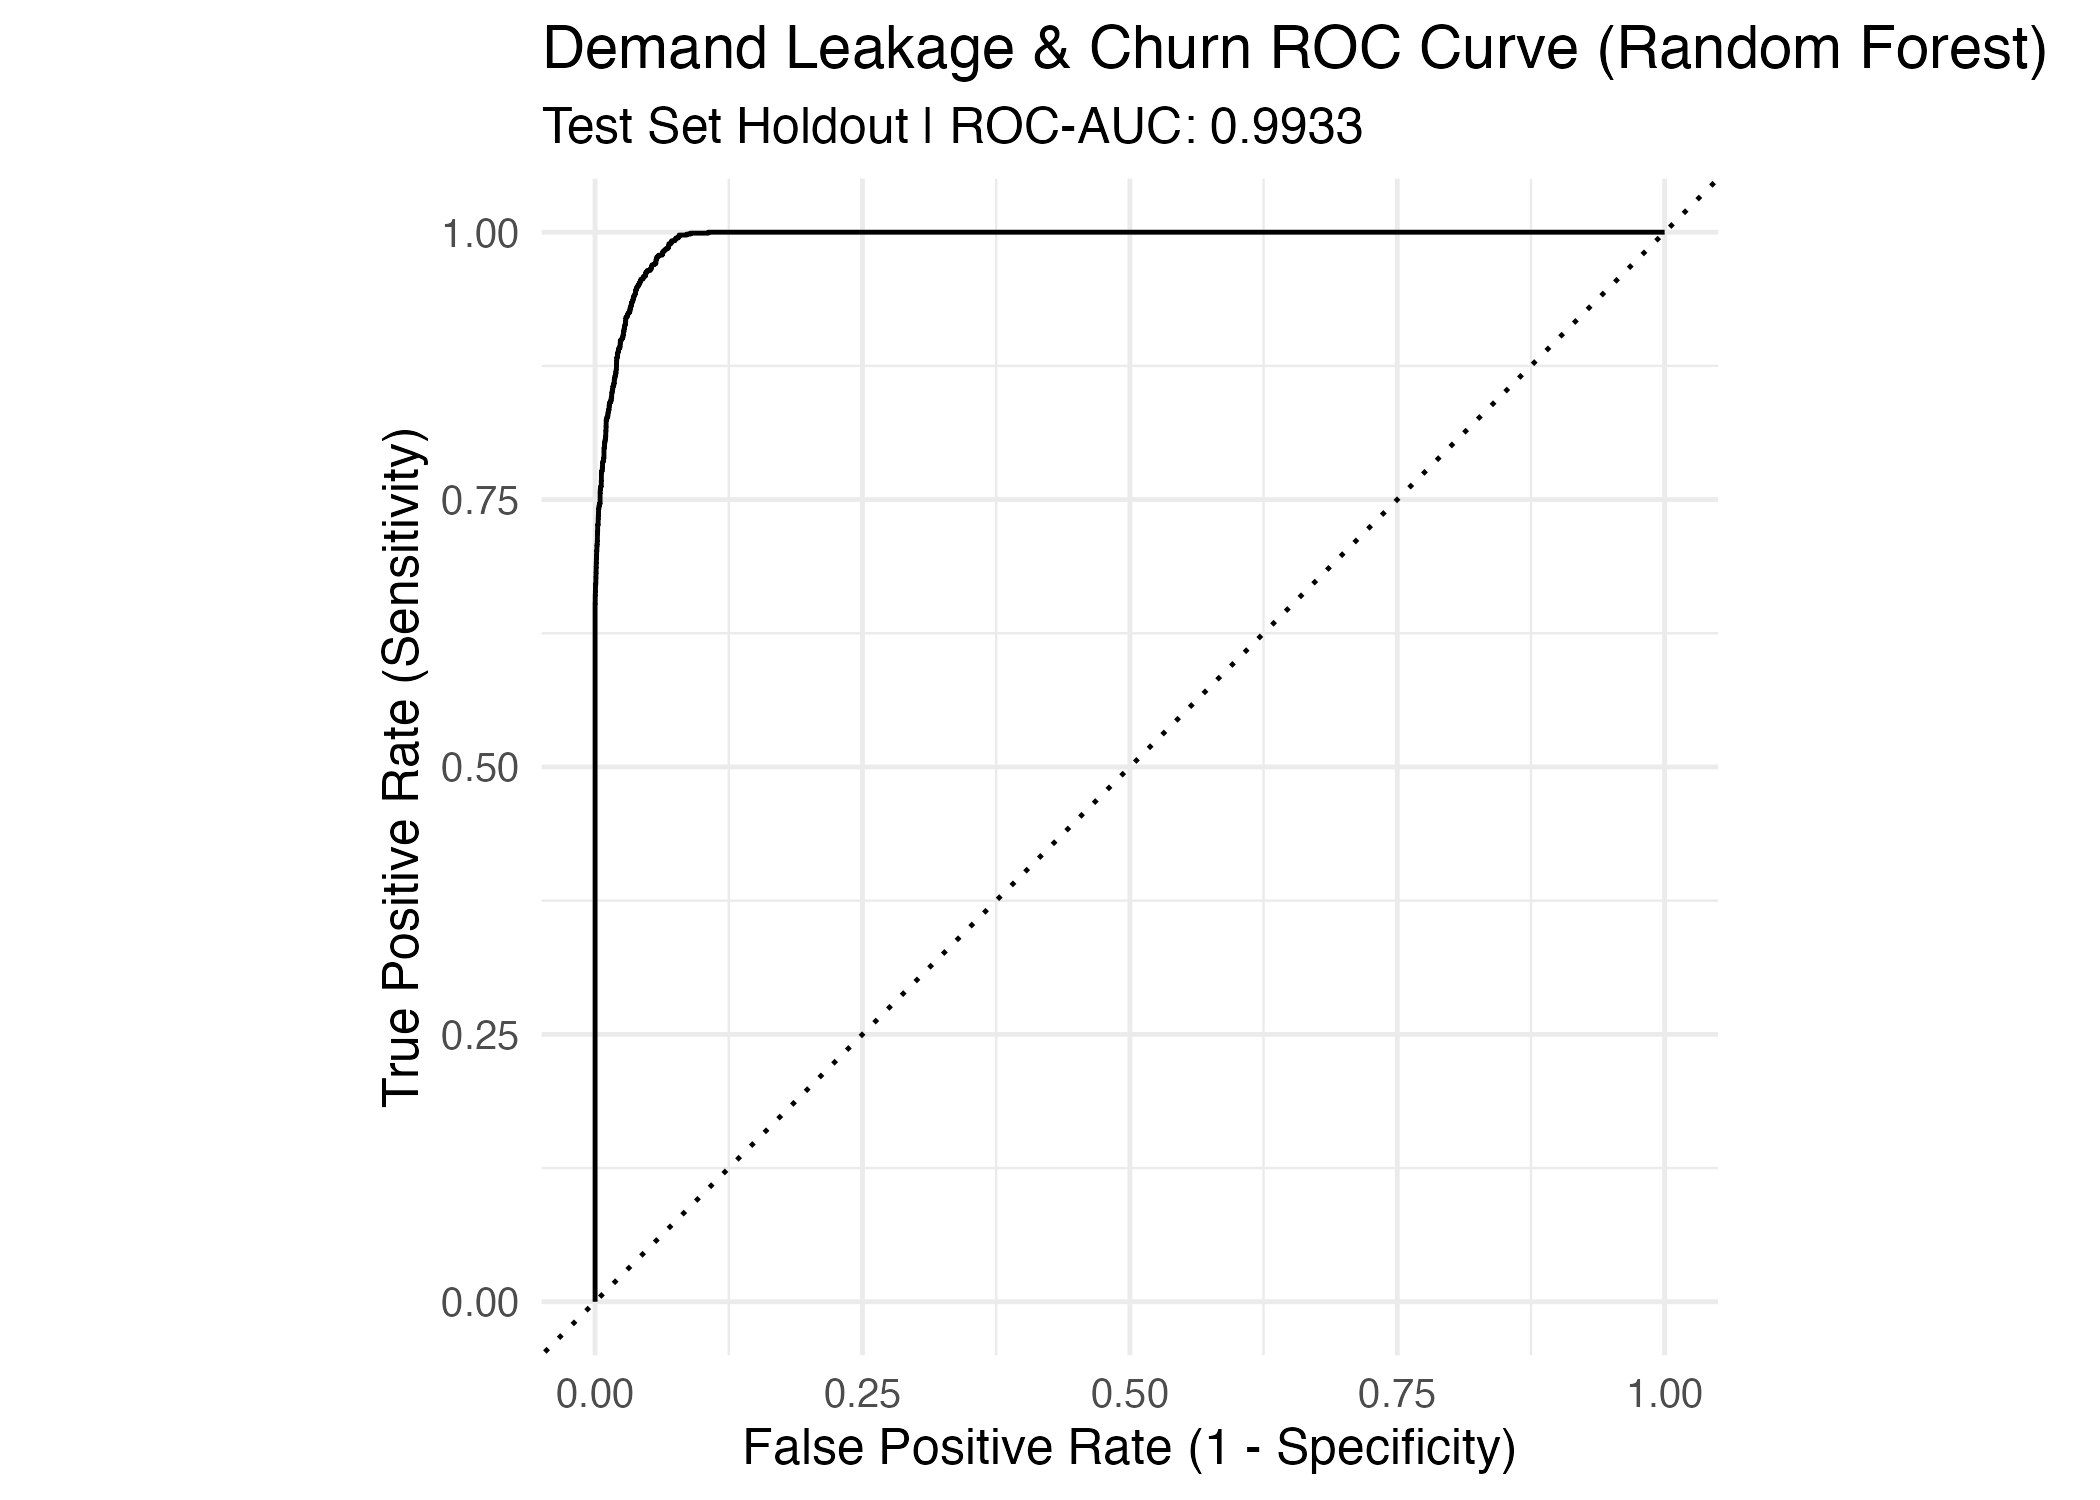 Demand Leakage & Churn ROC Curve (Random Forest)
Test Set Holdout | ROC-AUC: 0.9933
True Positive Rate (Sensitivity)
1.00
0.75
0.50
0.25
0.00
0.00 0.25 0.50 0.75 1.00
False Positive Rate (1 - Specificity)